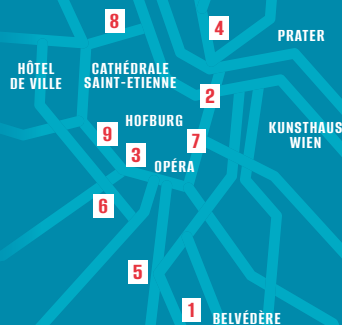 8
4
PRATER
HÔTEL
DE VILLE
CATHÉDRALE
SAINT-ETIENNE
2
HOFBURG
KUNSTHAUS
WIEN
9
7
3
OPÉRA
6
5
1
BELVÉDÈRE